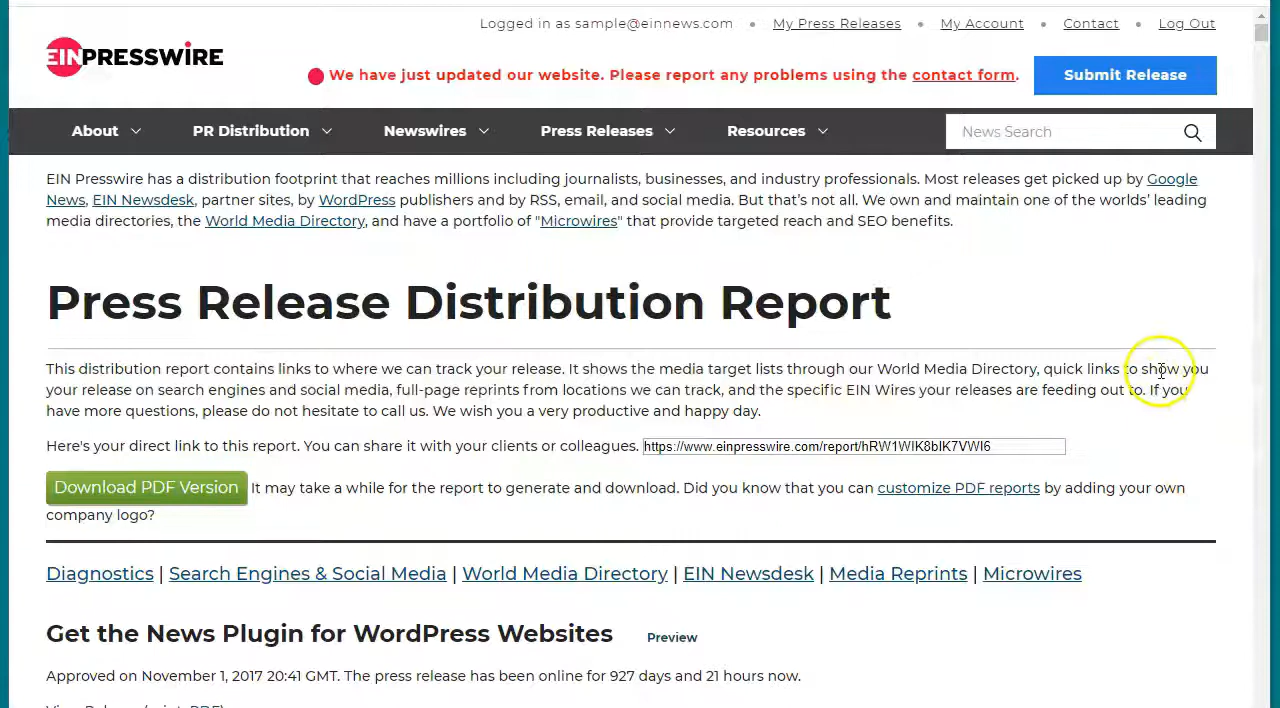 Logged in as sample@einnews.com • My Press Releases • My Account • Contact • Log Out
EINPRESSWIRE
We have just updated our website. Please report any problems using the contact form.
Submit Release
About
PR Distribution
Newswires
Press Releases
Resources
News Search
EIN Presswire has a distribution footprint that reaches millions including journalists, businesses, and industry professionals. Most releases get picked up by Google
News, EIN Newsdesk, partner sites, by WordPress publishers and by RSS, email, and social media. But that's not all. We own and maintain one of the worlds' leading
media directories, the World Media Directory, and have a portfolio of "Microwires" that provide targeted reach and SEO benefits.
Press Release Distribution Report
This distribution report contains links to where we can track your release. It shows the media target lists through our World Media Directory, quick links to show you
your release on search engines and social media, full-page reprints from locations we can track, and the specific EIN Wires your releases are feeding out to. If you
have more questions, please do not hesitate to call us. We wish you a very productive and happy day.
Here's your direct link to this report. You can share it with your clients or colleagues. https://www.einpresswire.com/report/hRW1WIK8blK7VWI6
Download PDF Version It may take a while for the report to generate and download. Did you know that you can customize PDF reports by adding your own
company logo?
Diagnostics | Search Engines & Social Media | World Media Directory | EIN Newsdesk | Media Reprints | Microwires
Get the News Plugin for WordPress Websites Preview
Approved on November 1, 2017 20:41 GMT. The press release has been online for 927 days and 21 hours now.